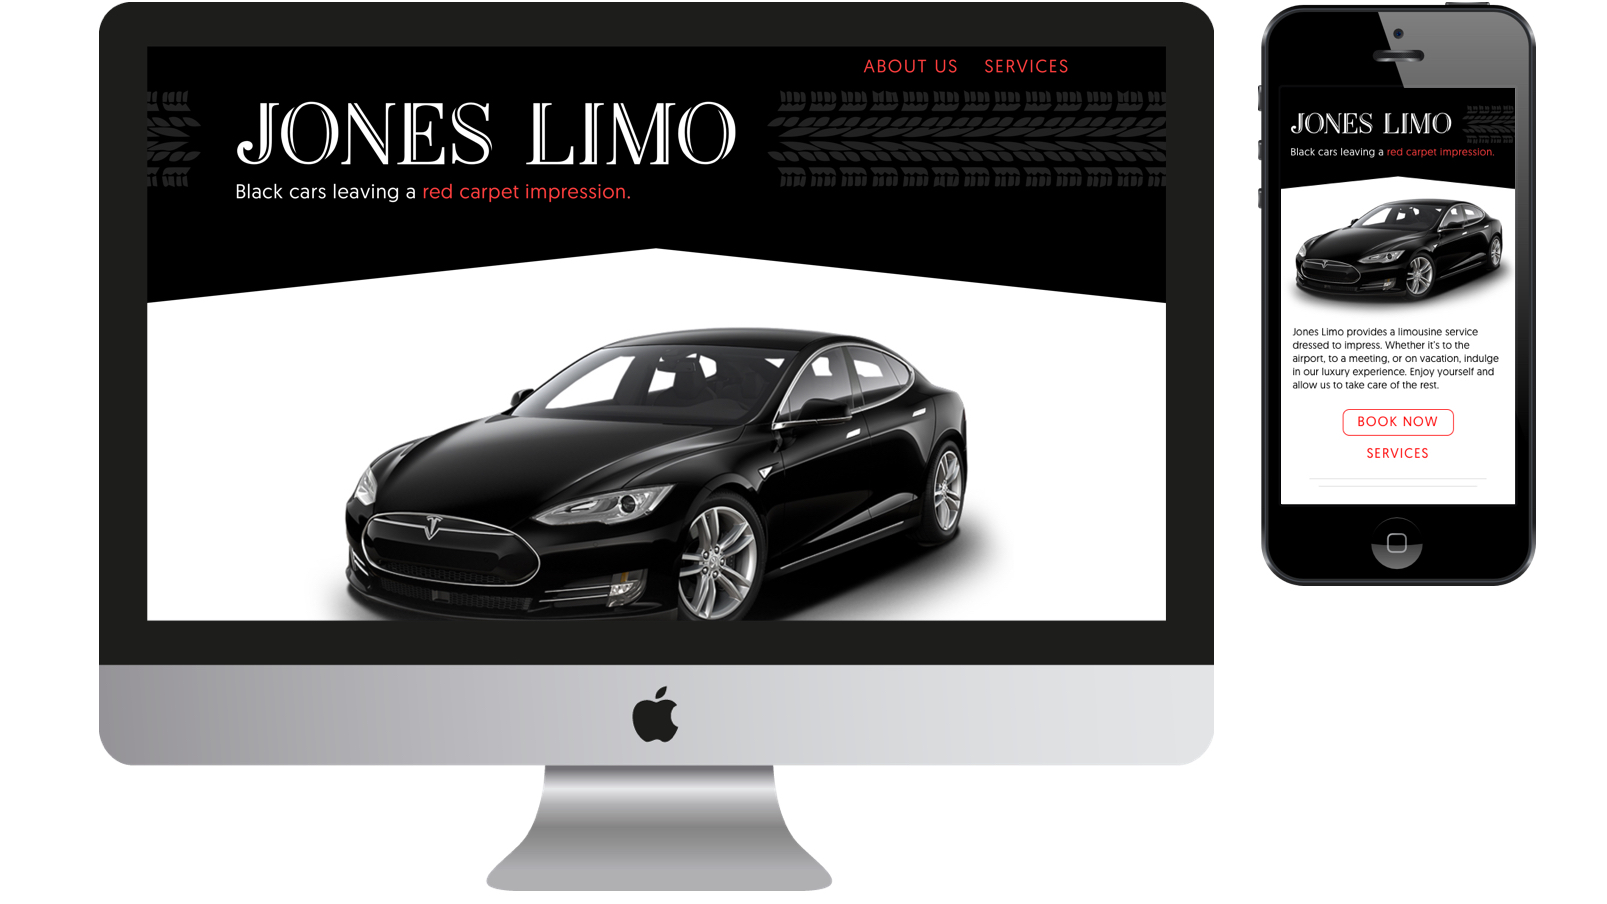 ABOUT US SERVICES
JONES LIMO
Black cars leaving a red carpet impression.
JONES LIMO
Black cars leaving a red carpet impression.
Jones Limo provides a limousine service
dressed to impress. Whether it's to the
airport, to a meeting, or on vacation, indulge
in our luxury experience. Enjoy yourself and
allow us to take care of the rest.
BOOK NOW
SERVICES